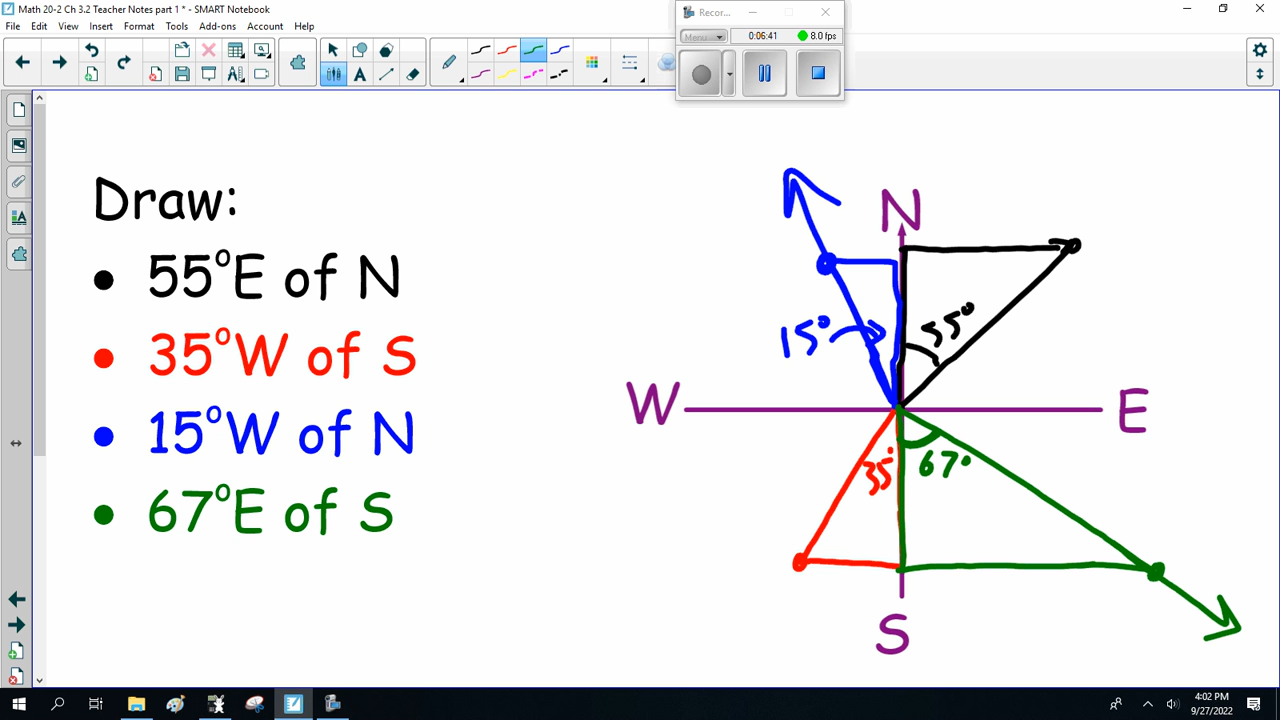 Math 20-2 Ch 3.2 Teacher Notes part 1 * - SMART Notebook
File Edit View Insert Format Tools Add-ons Account Help
Recor...
Menu
0:06:41
8.0 fps
Draw:
• 55°E of N
• 35°W of S
• 15°W of N
• 67°E of S
N
15°
55°
W
E
35°
67°
S
4:02 PM
9/27/2022